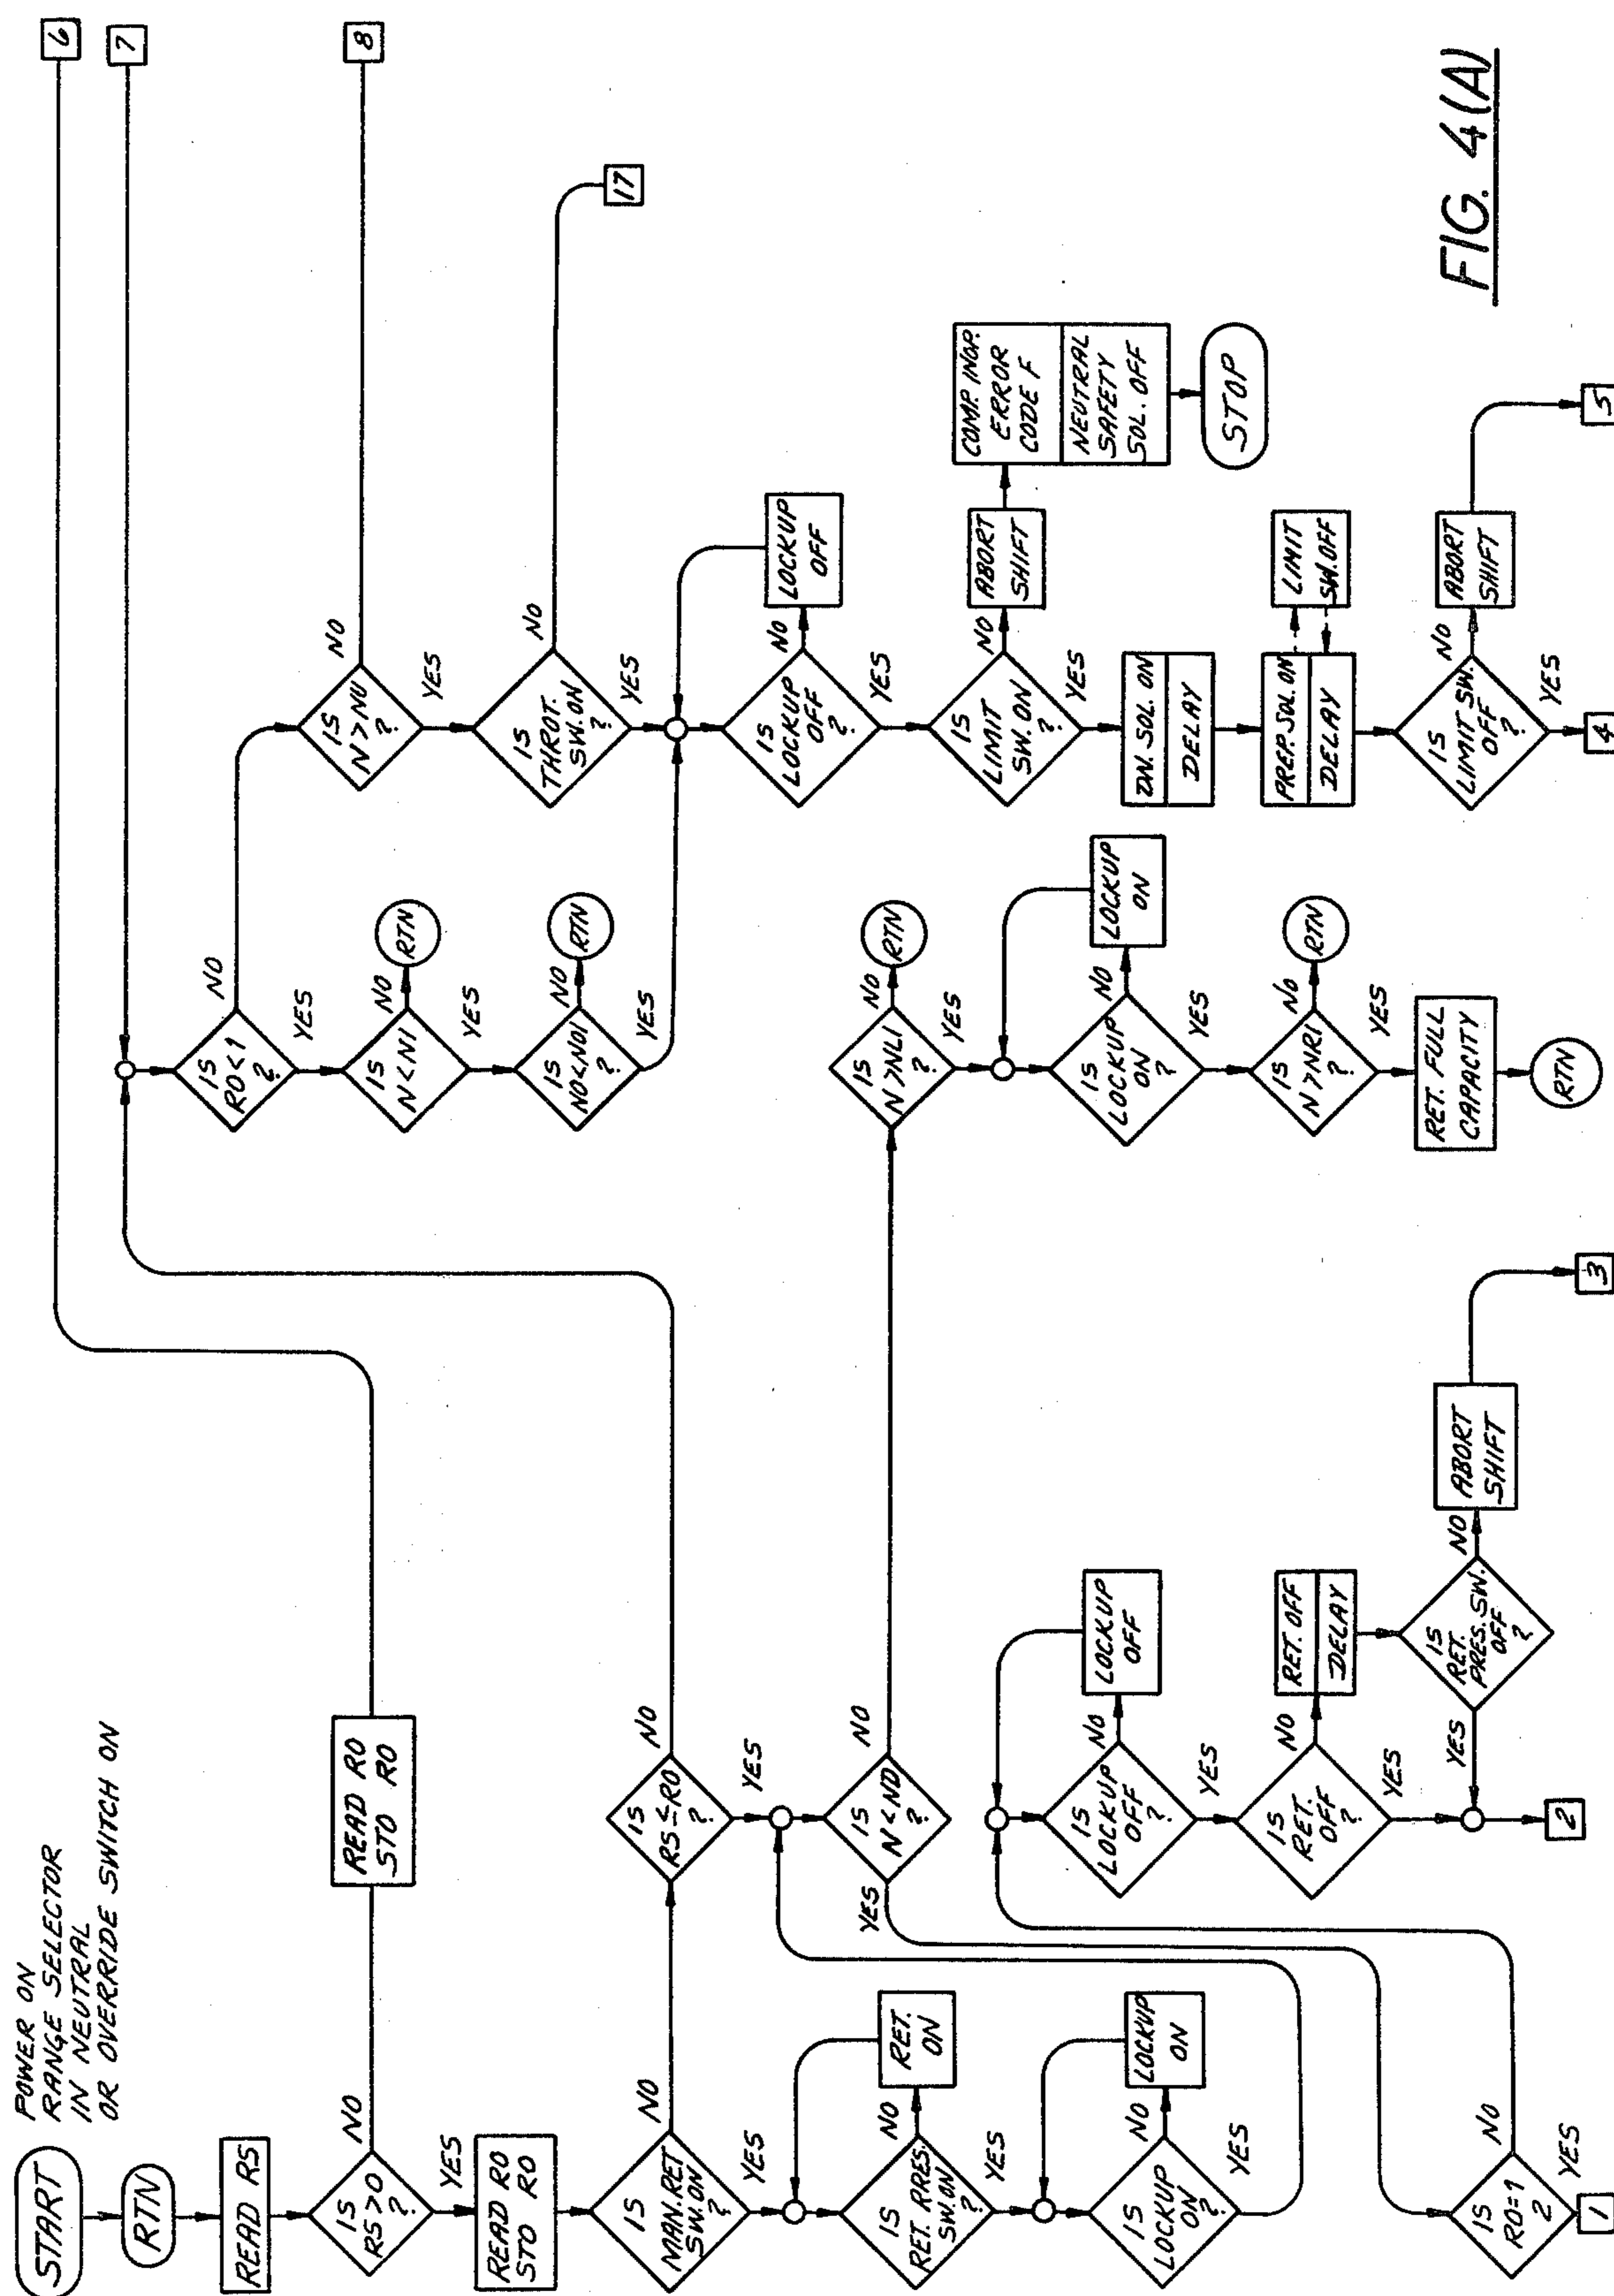 START
POWER ON
RANGE SELECTOR
IN NEUTRAL
OR OVERRIDE SWITCH ON
RTN
READ RS
IS
RS>0
?
NO
YES
READ RO
STO RO
6
READ RO
STO RO
IS
MAN. RET
SW. ON
?
NO
YES
IS
RET. PRES.
SW. ON
?
NO
YES
RET.
ON
IS
LOCKUP
ON
?
NO
YES
LOCKUP
ON
IS
RO=1
2
NO
YES
1
IS
RS≤RO
?
NO
YES
IS
N<ND
?
NO
YES
IS
LOCKUP
OFF
?
NO
YES
LOCKUP
OFF
IS
RET.
OFF
?
NO
YES
RET. OFF
DELAY
IS
RET.
PRES. SW.
OFF
?
NO
YES
ABORT
SHIFT
2
3
7
IS
RO<1
?
NO
YES
IS
N<N1
?
NO
YES
RTN
IS
NO<NO1
?
NO
YES
RTN
IS
N>NL1
?
NO
YES
RTN
IS
LOCKUP
ON
?
NO
YES
LOCKUP
ON
IS
N>NR1
?
NO
YES
RTN
RET. FULL
CAPACITY
RTN
IS
N>NU
?
NO
YES
8
IS
THROT.
SW. ON
?
NO
YES
17
IS
LOCKUP
OFF
?
NO
YES
LOCKUP
OFF
IS
LIMIT
SW. ON
?
NO
YES
ABORT
SHIFT
COMP. INOP.
ERROR
CODE F
NEUTRAL
SAFETY
SOL. OFF
STOP
DN. SOL. ON
DELAY
PREP. SOL. ON
DELAY
LIMIT
SW. OFF
IS
LIMIT SW.
OFF
?
NO
YES
ABORT
SHIFT
4
5
FIG. 4(A)